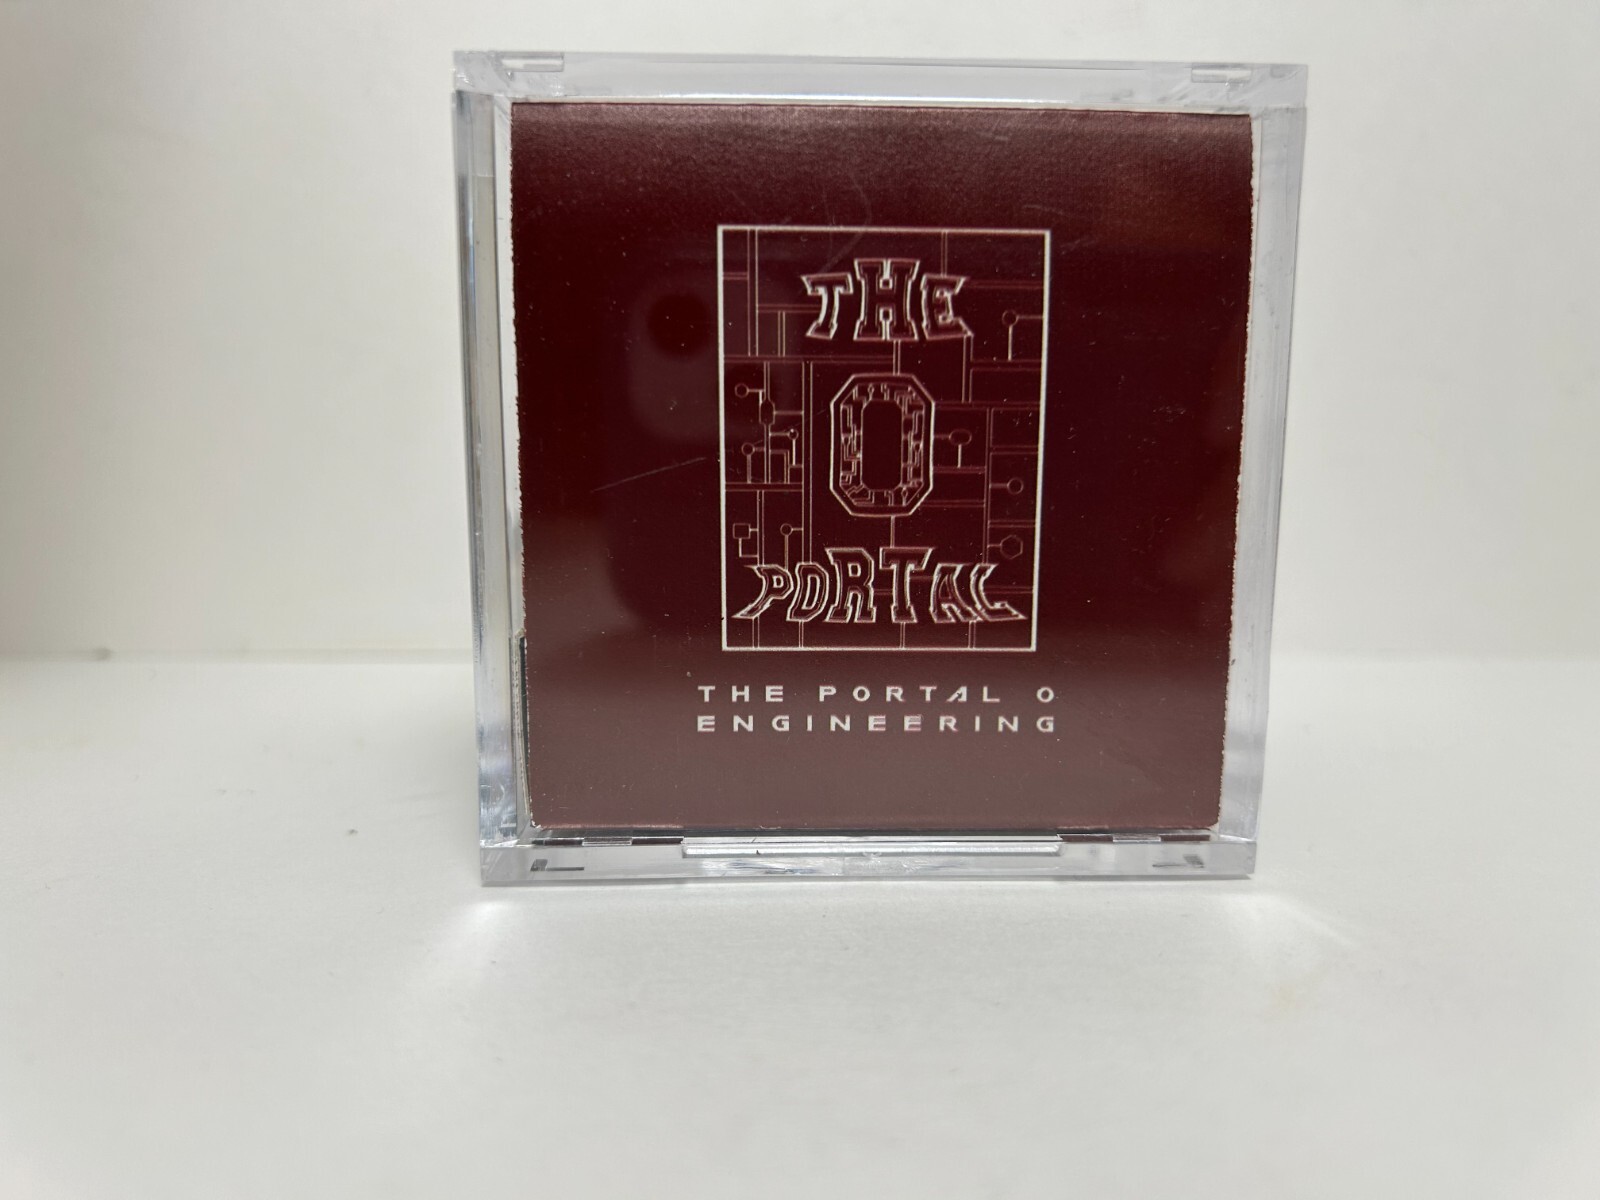 THE
O
PORTAL
THE PORTAL O
ENGINEERING